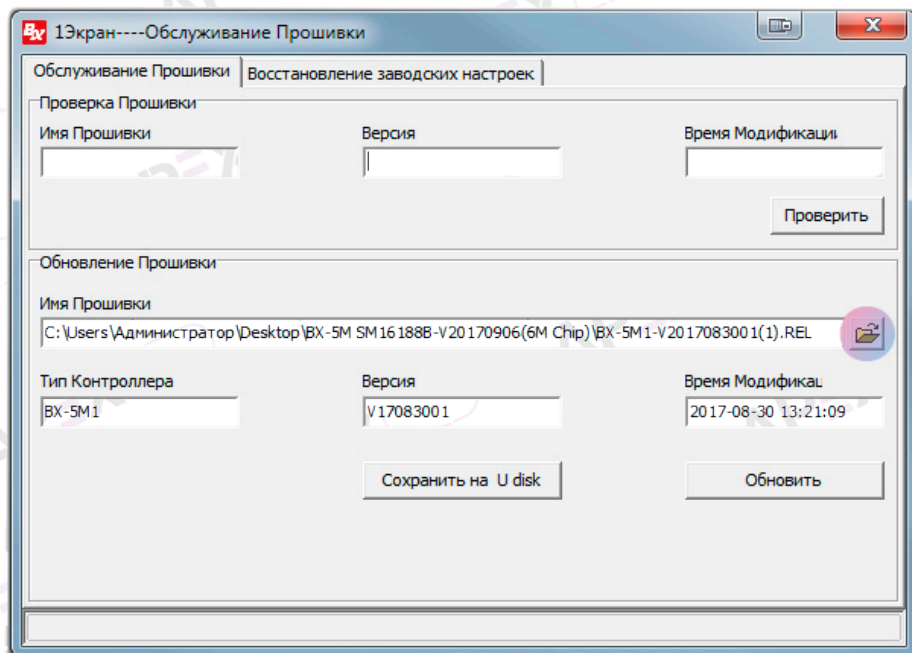 BX 1Экран----Обслуживание Прошивки
Обслуживание Прошивки Восстановление заводских настроек
Проверка Прошивки
Имя Прошивки Версия Время Модификации
Проверить
Обновление Прошивки
Имя Прошивки
C:\Users\Администратор\Desktop\BX-5M SM16188B-V20170906(6M Chip)\BX-5M1-V2017083001(1).REL
Тип Контроллера Версия Время Модификац
BX-5M1 V17083001 2017-08-30 13:21:09
Сохранить на U disk Обновить